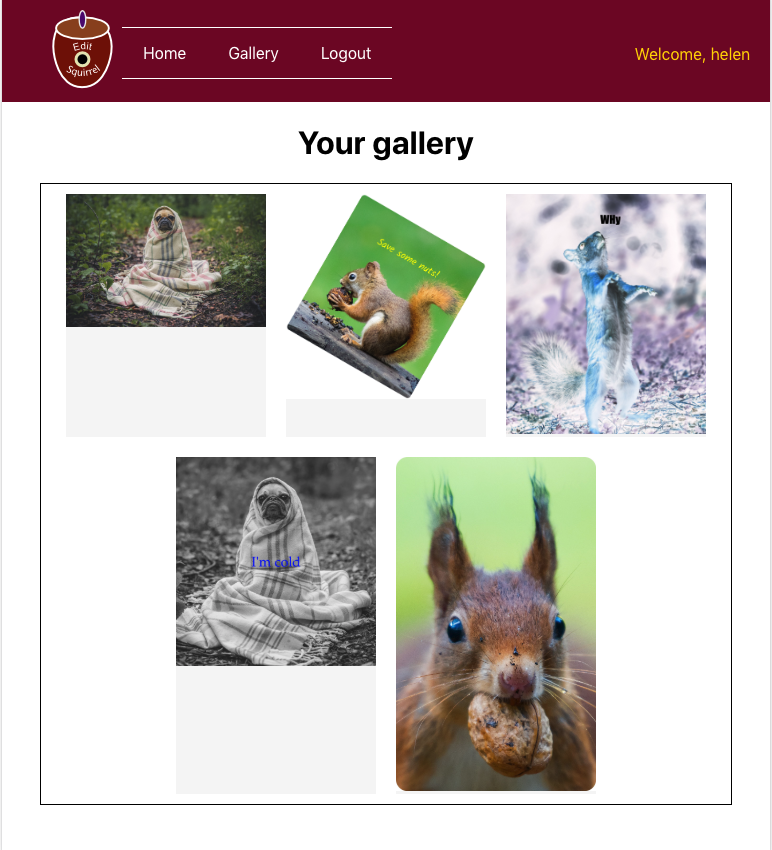 Edit
Squirrel
Home
Gallery
Logout
Welcome, helen
Your gallery
Save some nuts!
WHy
I'm cold